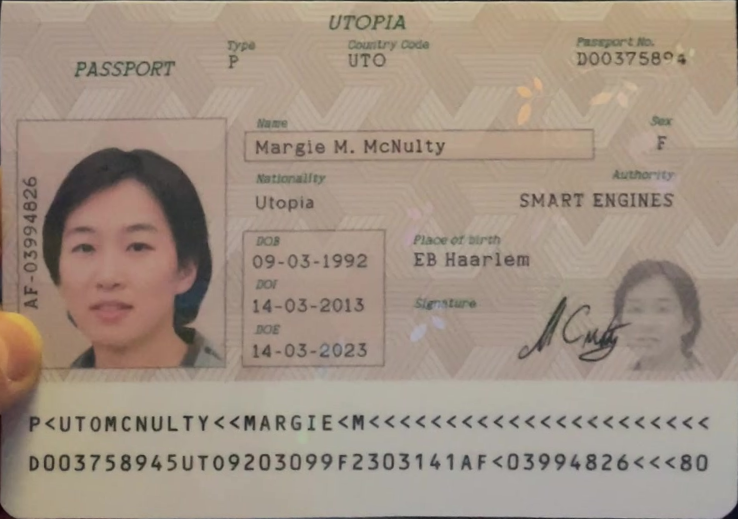 UTOPIA
PASSPORT
Type
P
Country Code
UTO
Passport No.
D00375894
Name
Margie M. McNulty
Sex
F
Nationality
Utopia
Authority
SMART ENGINES
AF-03994826
DOB
09-03-1992
DOI
14-03-2013
DOE
14-03-2023
Place of birth
EB Haarlem
Signature
McNulty
P<UTOMCNULTY<<MARGIE<M<<<<<<<<<<<<<<<<<<<<<<
D003758945UTO9203099F2303141AF<03994826<<<80